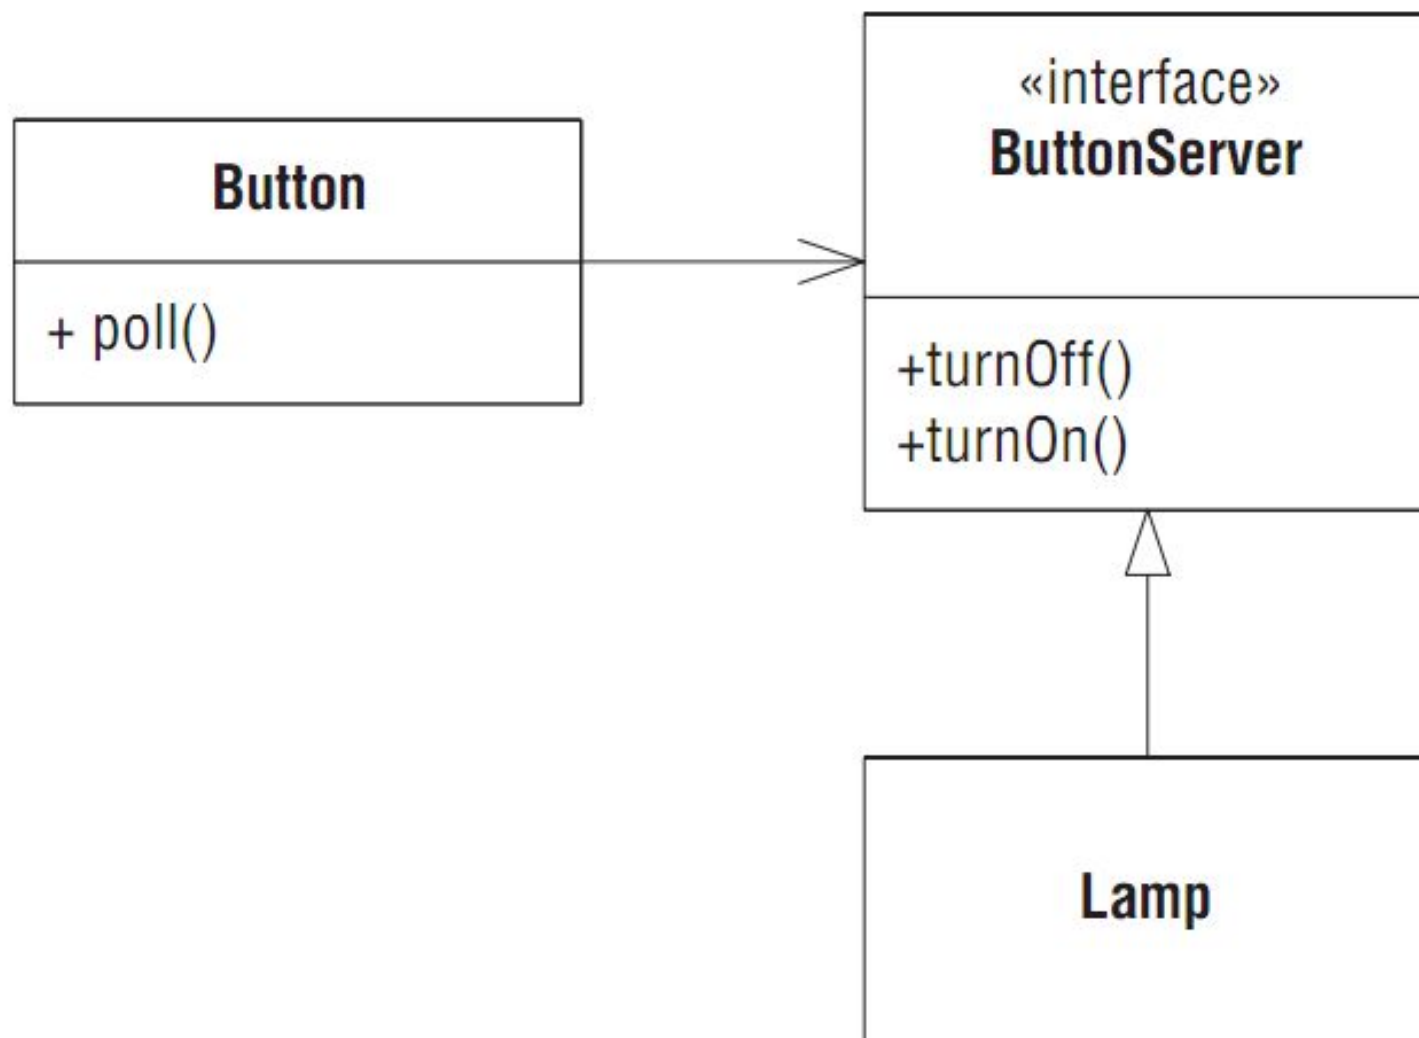 Button
+ poll()
«interface»
ButtonServer
+turnOff()
+turnOn()
Lamp